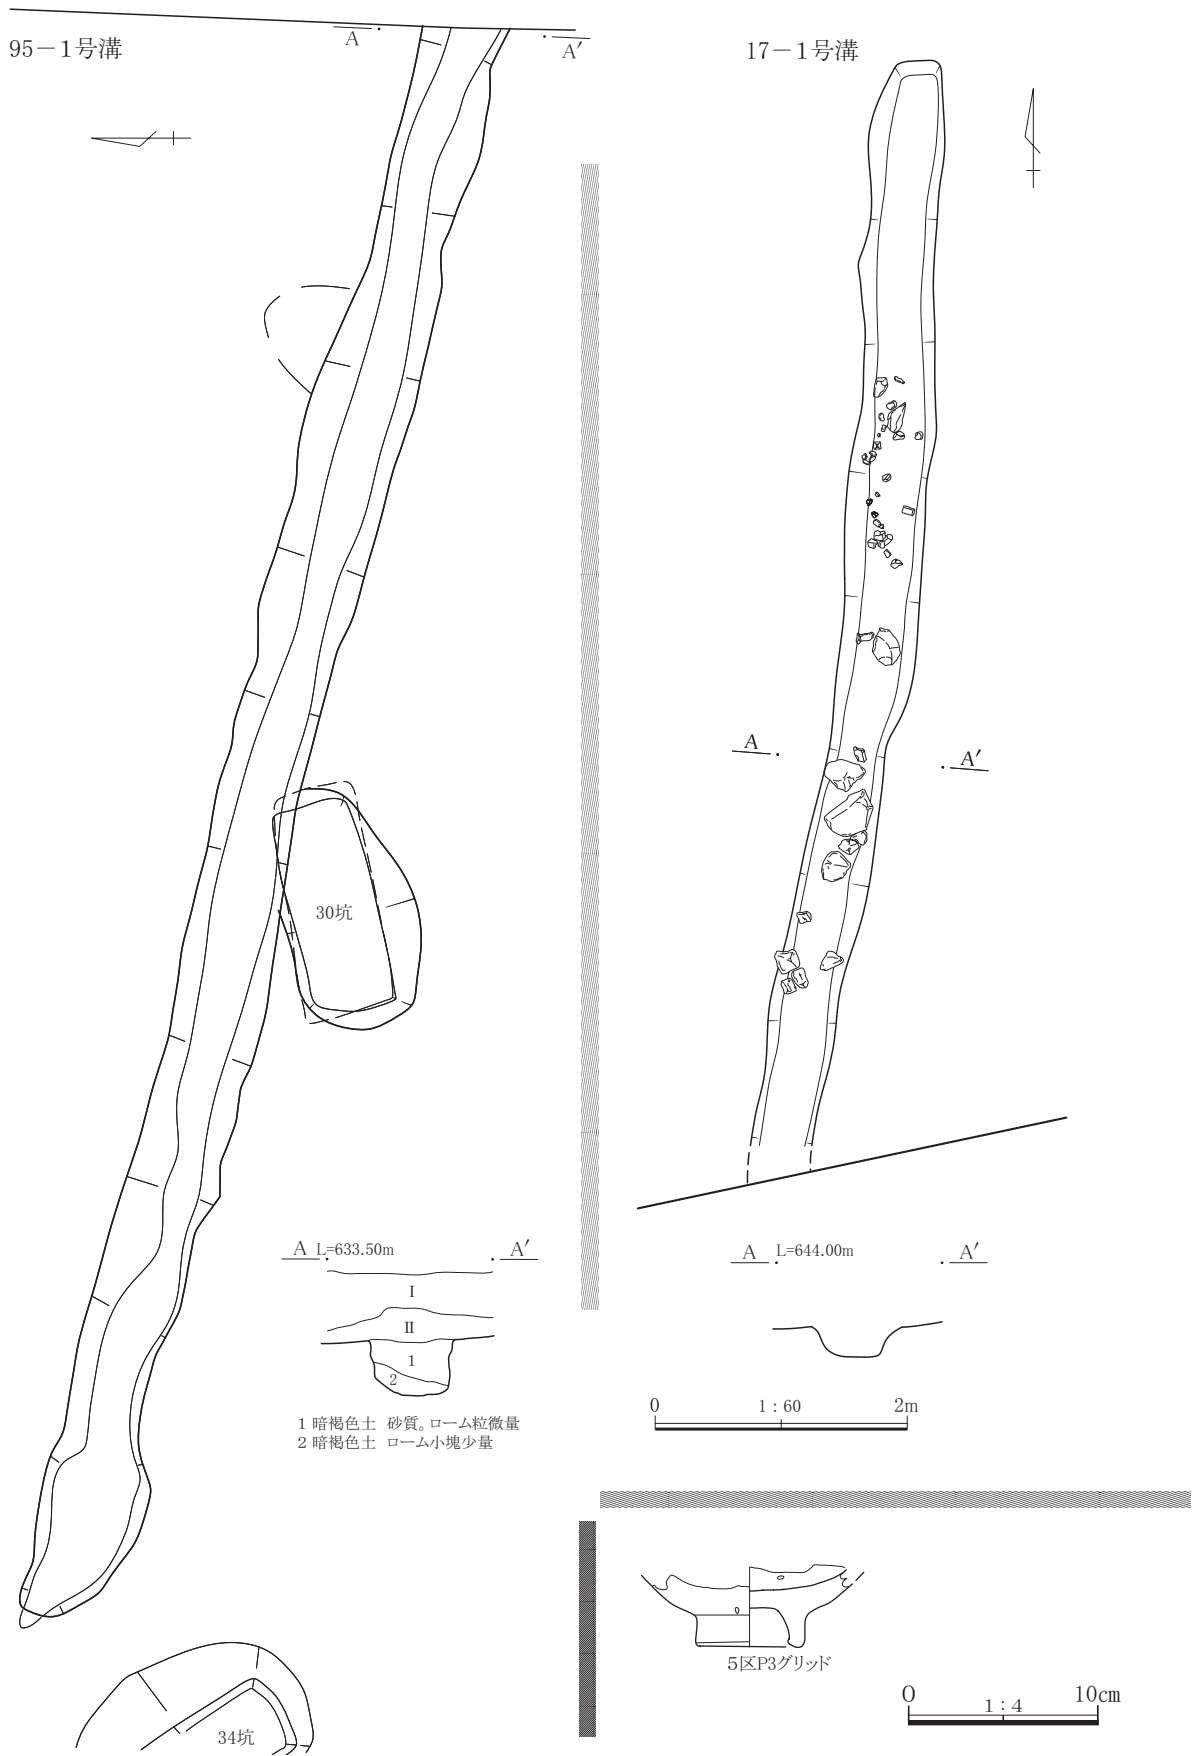 95－1号溝
A
A′
30坑
A L=633.50m A′
I
II
1
2
1 暗褐色土 砂質。ローム粒微量
2 暗褐色土 ローム小塊少量
34坑
17－1号溝
A
A′
A L=644.00m A′
0 1：60 2m
5区P3グリッド
0 1：4 10cm